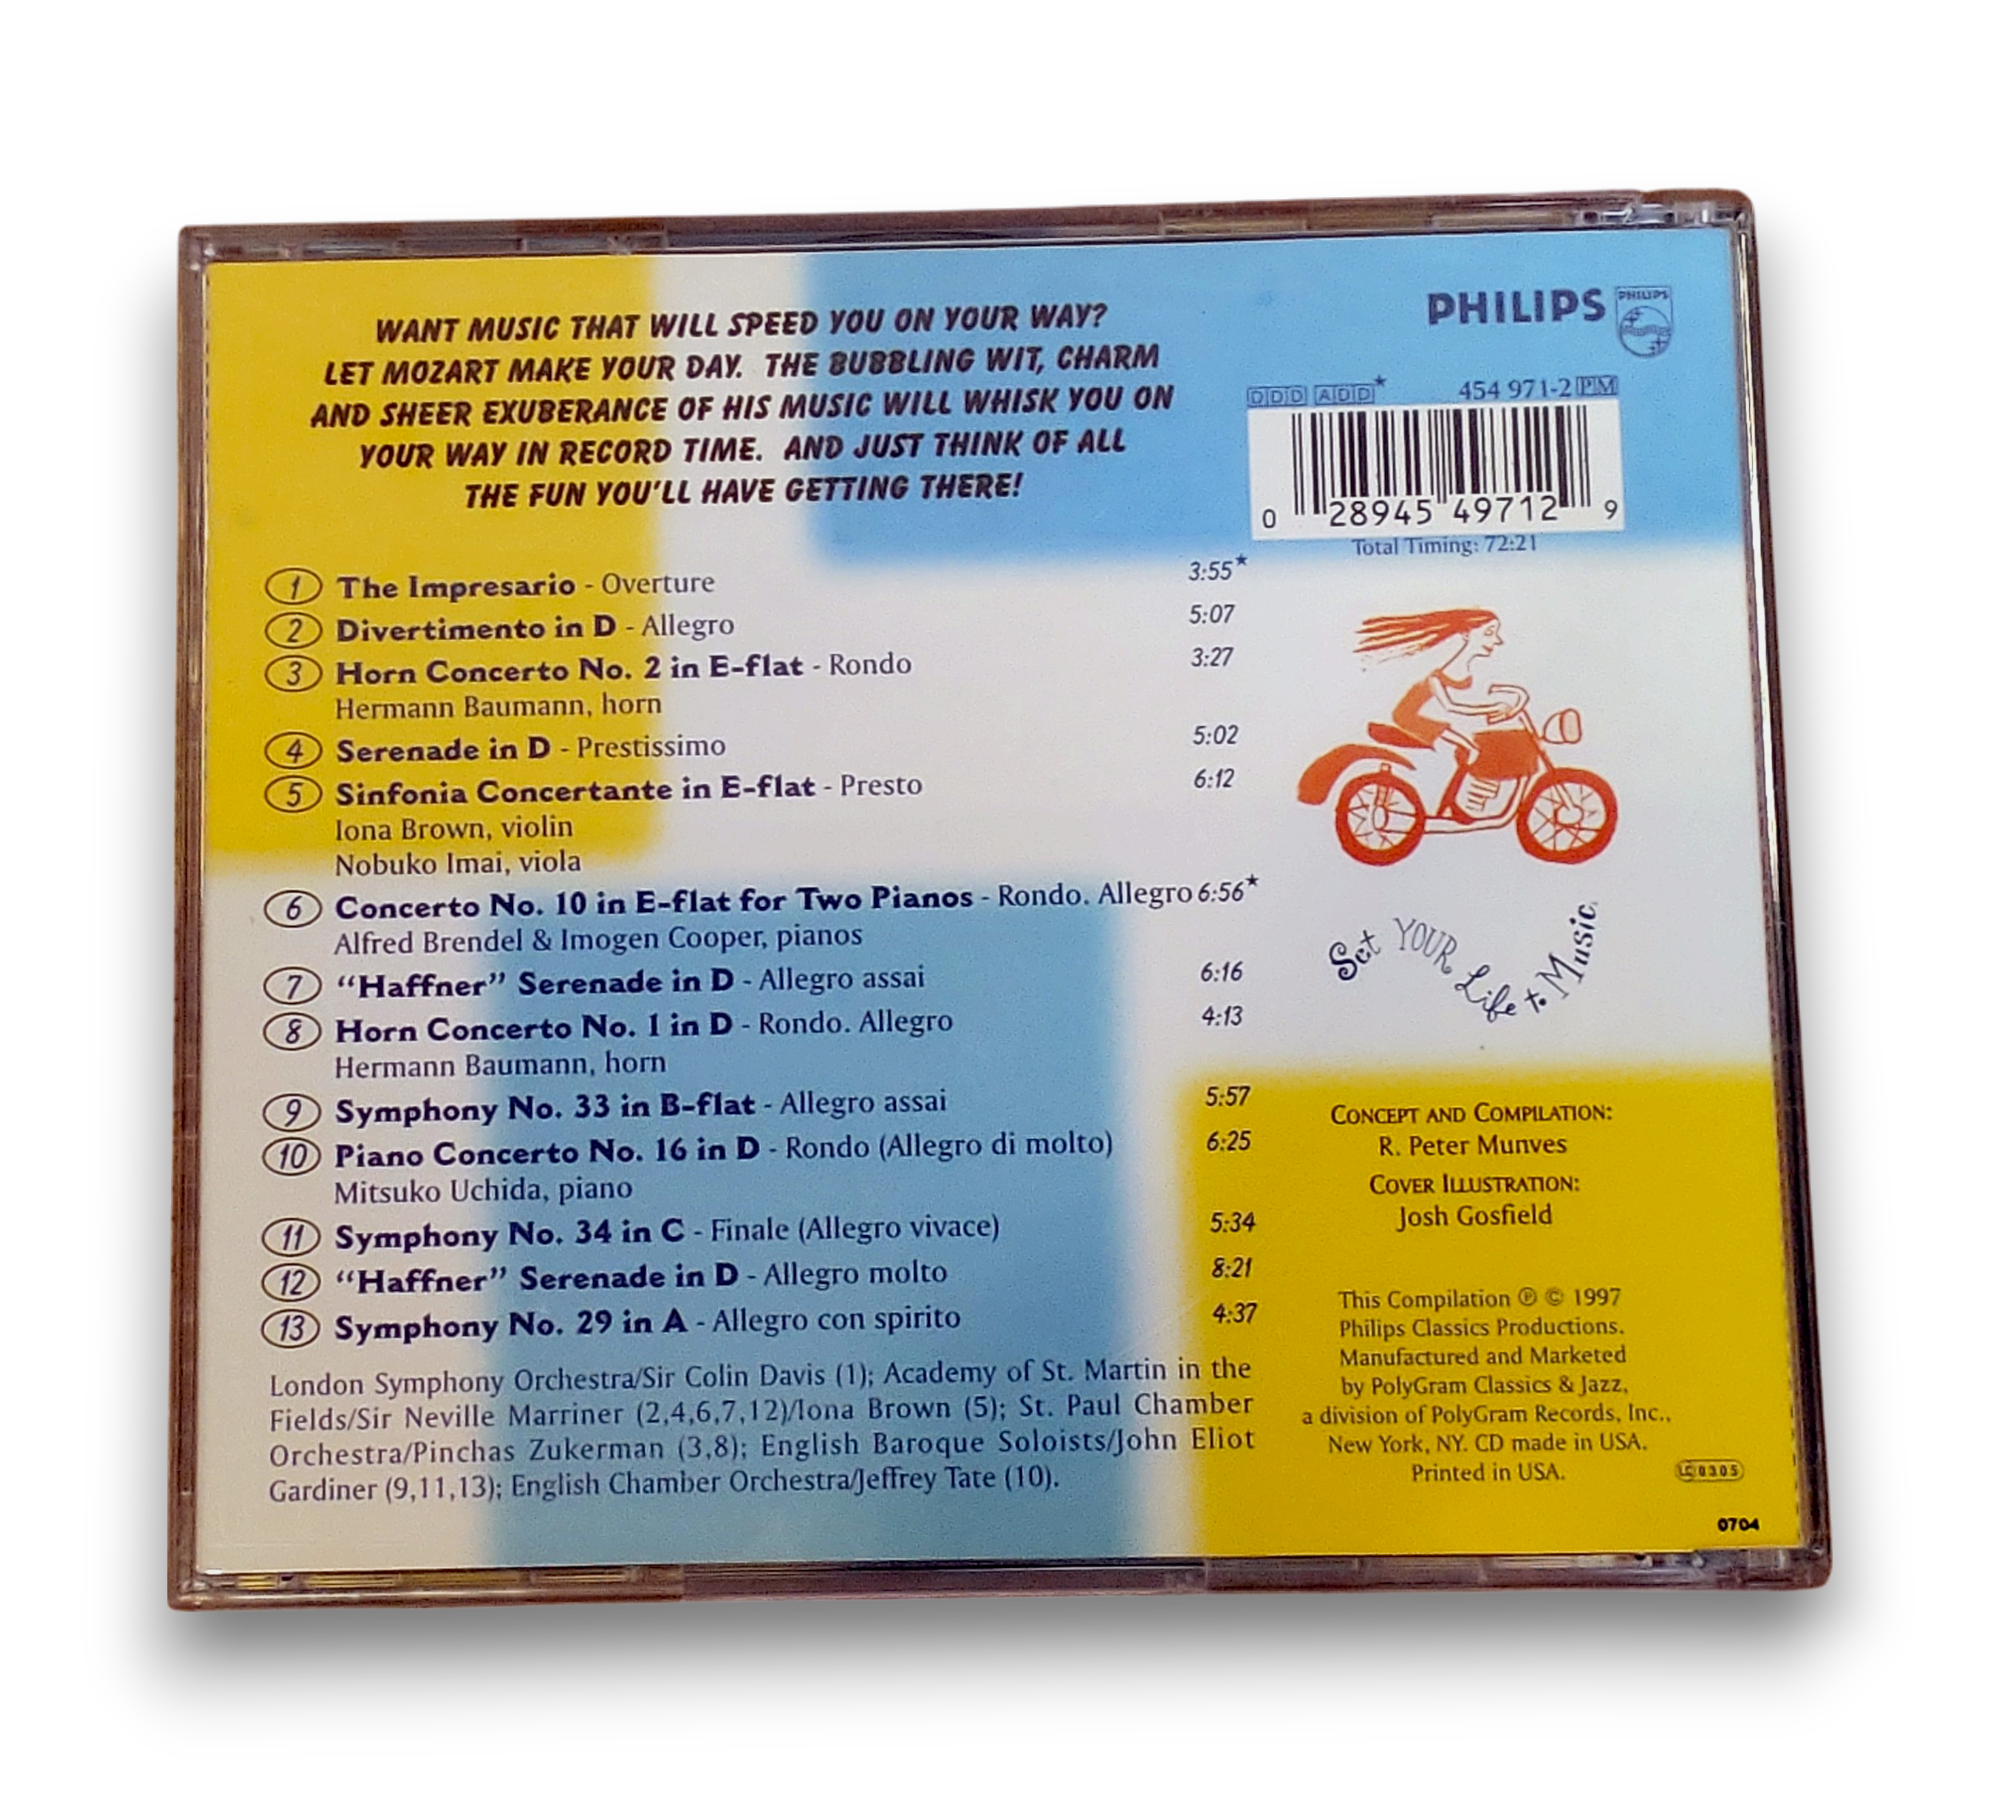 WANT MUSIC THAT WILL SPEED YOU ON YOUR WAY?
LET MOZART MAKE YOUR DAY. THE BUBBLING WIT, CHARM
AND SHEER EXUBERANCE OF HIS MUSIC WILL WHISK YOU ON
YOUR WAY IN RECORD TIME. AND JUST THINK OF ALL
THE FUN YOU'LL HAVE GETTING THERE!
PHILIPS
PHILIPS
DDD ADD* 454 971-2 PM
0 28945 49712 9
Total Timing: 72:21
1 The Impresario - Overture 3:55*
2 Divertimento in D - Allegro 5:07
3 Horn Concerto No. 2 in E-flat - Rondo 3:27
Hermann Baumann, horn
4 Serenade in D - Prestissimo 5:02
5 Sinfonia Concertante in E-flat - Presto 6:12
Iona Brown, violin
Nobuko Imai, viola
6 Concerto No. 10 in E-flat for Two Pianos - Rondo. Allegro 6:56*
Alfred Brendel & Imogen Cooper, pianos
7 “Haffner” Serenade in D - Allegro assai 6:16
8 Horn Concerto No. 1 in D - Rondo. Allegro 4:13
Hermann Baumann, horn
9 Symphony No. 33 in B-flat - Allegro assai 5:57
10 Piano Concerto No. 16 in D - Rondo (Allegro di molto) 6:25
Mitsuko Uchida, piano
11 Symphony No. 34 in C - Finale (Allegro vivace) 5:34
12 “Haffner” Serenade in D - Allegro molto 8:21
13 Symphony No. 29 in A - Allegro con spirito 4:37
London Symphony Orchestra/Sir Colin Davis (1); Academy of St. Martin in the
Fields/Sir Neville Marriner (2,4,6,7,12)/Iona Brown (5); St. Paul Chamber
Orchestra/Pinchas Zukerman (3,8); English Baroque Soloists/John Eliot
Gardiner (9,11,13); English Chamber Orchestra/Jeffrey Tate (10).
Set YOUR Life to Music
CONCEPT AND COMPILATION:
R. Peter Munves
COVER ILLUSTRATION:
Josh Gosfield
This Compilation ℗ © 1997
Philips Classics Productions.
Manufactured and Marketed
by PolyGram Classics & Jazz,
a division of PolyGram Records, Inc.,
New York, NY. CD made in USA.
Printed in USA.
LC 0305
0704